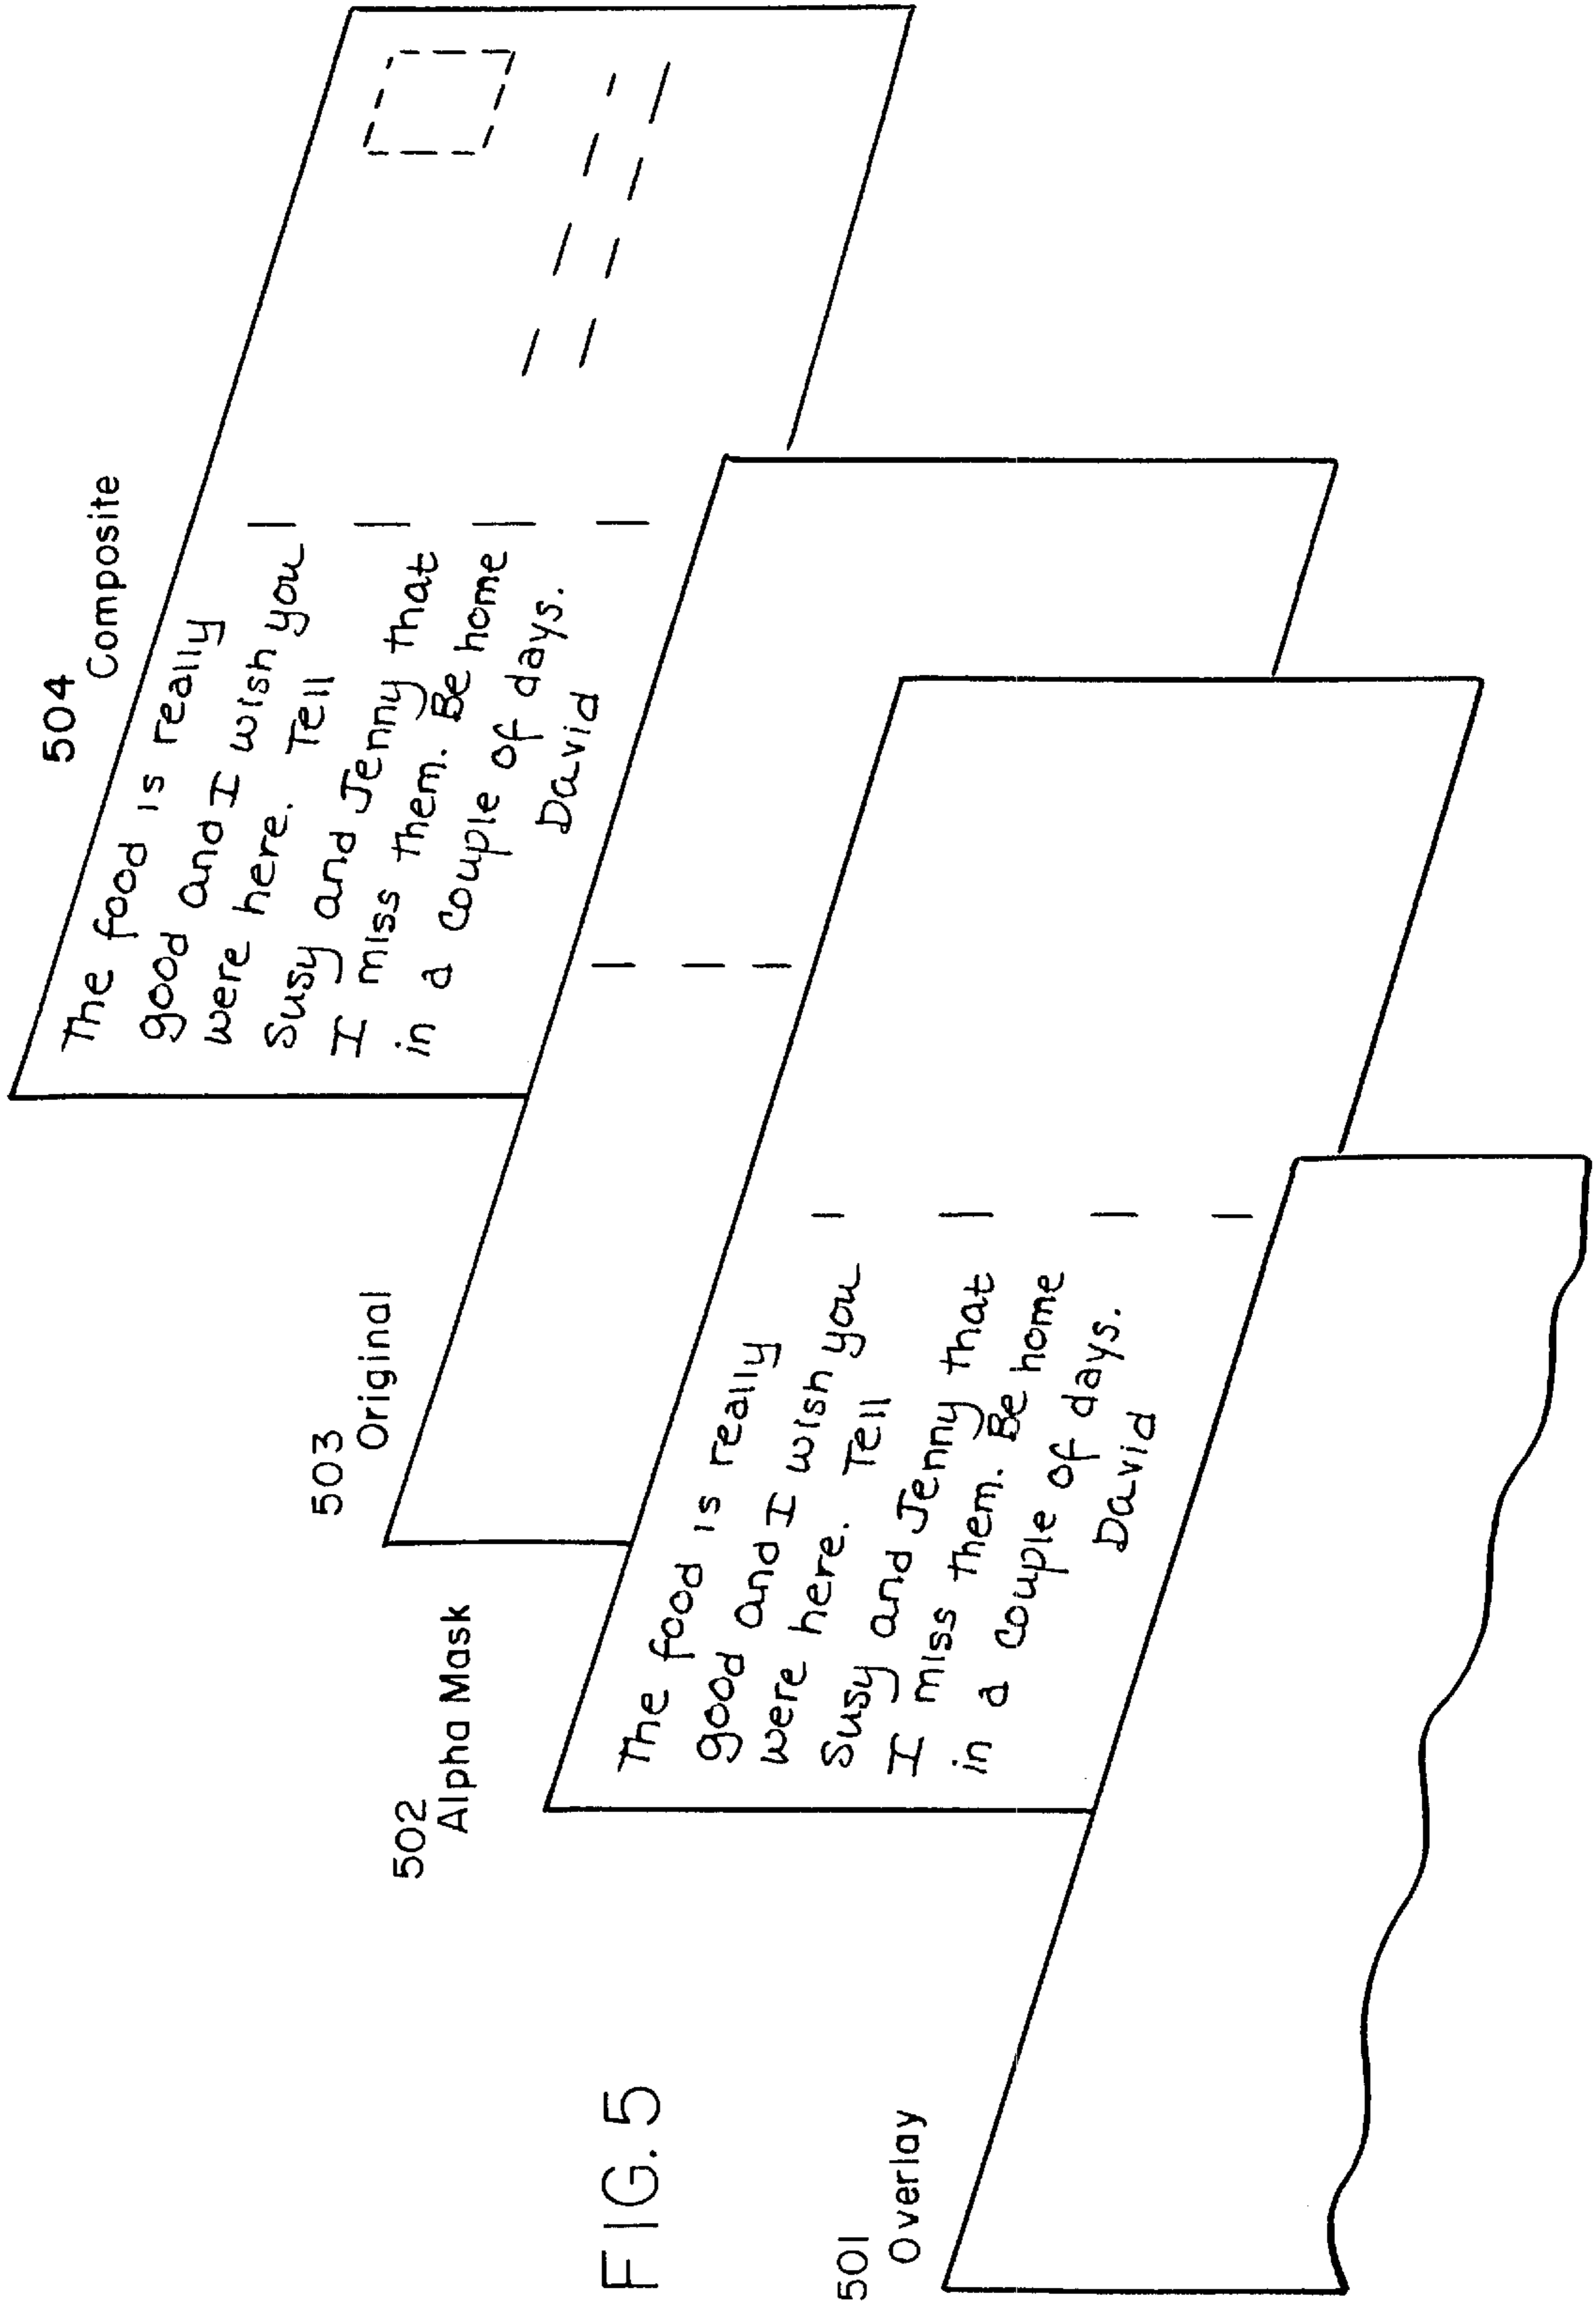 FIG. 5
501
Overlay
502
Alpha Mask
The food is really
good and I wish you
were here. Tell
Susy and Jenny that
I miss them. Be home
in a couple of days.
David
503
Original
504
Composite
The food is really
good and I wish you
were here. Tell
Susy and Jenny that
I miss them. Be home
in a couple of days.
David